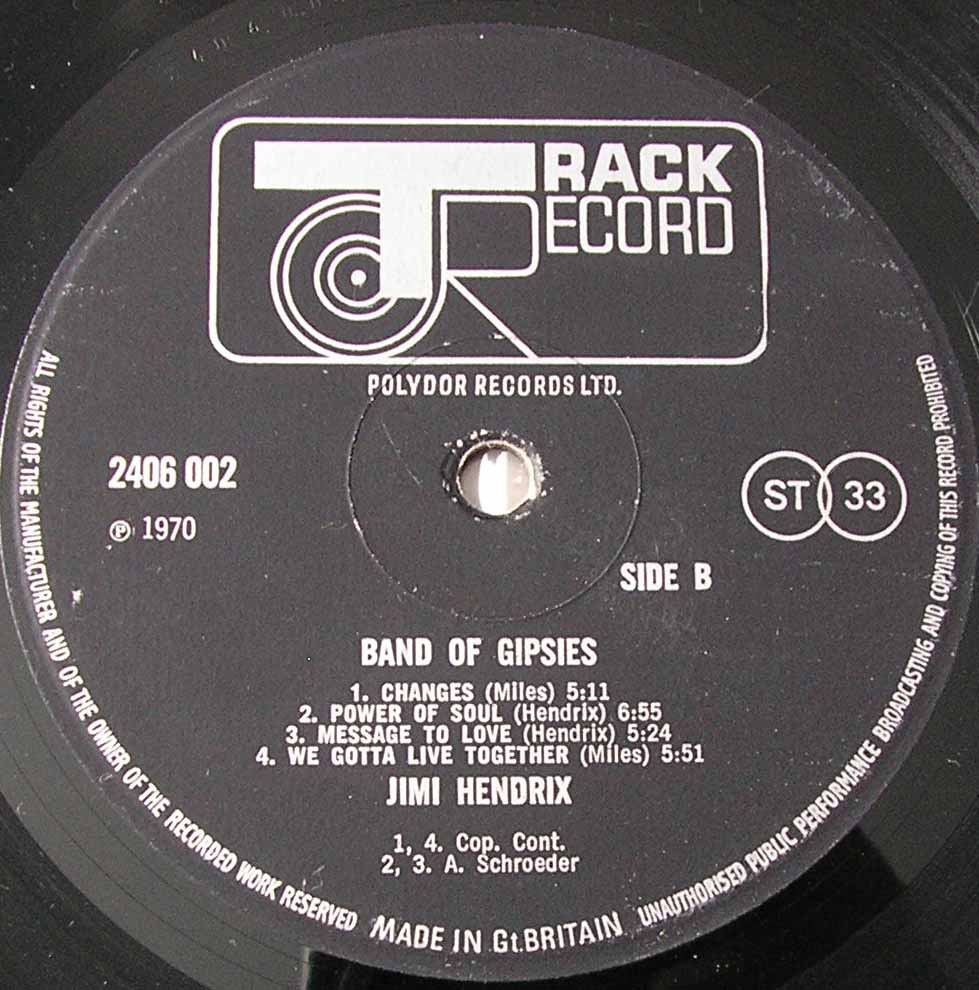 TRACK
RECORD
POLYDOR RECORDS LTD.
2406 002
℗ 1970
ST 33
SIDE B
BAND OF GIPSIES
1. CHANGES (Miles) 5:11
2. POWER OF SOUL (Hendrix) 6:55
3. MESSAGE TO LOVE (Hendrix) 5:24
4. WE GOTTA LIVE TOGETHER (Miles) 5:51
JIMI HENDRIX
1, 4. Cop. Cont.
2, 3. A. Schroeder
ALL RIGHTS OF THE MANUFACTURER AND OF THE OWNER OF THE RECORDED WORK RESERVED
MADE IN Gt.BRITAIN
UNAUTHORISED PUBLIC PERFORMANCE BROADCASTING AND COPYING OF THIS RECORD PROHIBITED